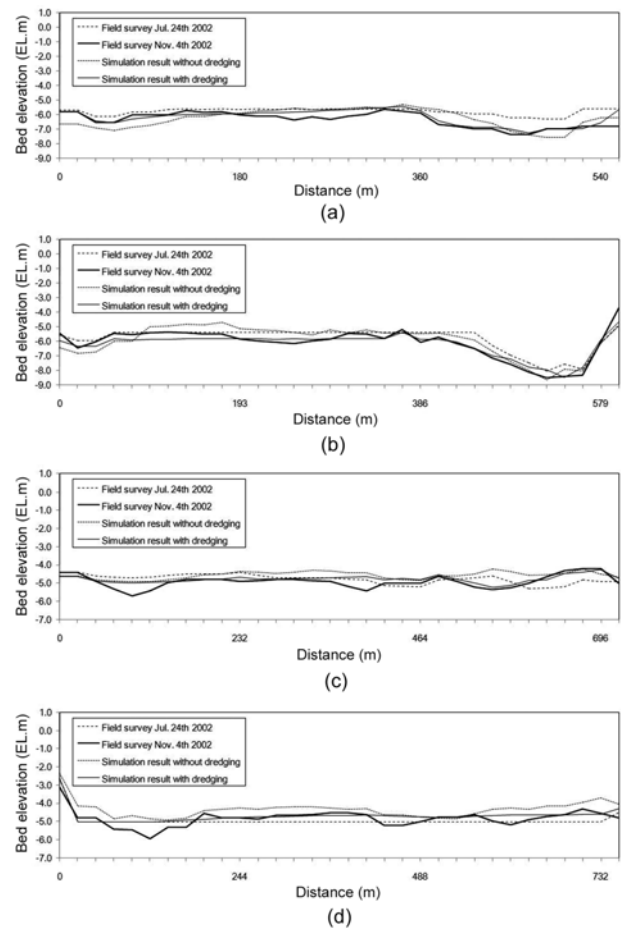 Bed elevation (EL.m)
1.0
0.0
-1.0
-2.0
-3.0
-4.0
-5.0
-6.0
-7.0
-8.0
-9.0
Field survey Jul. 24th 2002
Field survey Nov. 4th 2002
Simulation result without dredging
Simulation result with dredging
0 180 360 540
Distance (m)
(a)
Bed elevation (EL.m)
1.0
0.0
-1.0
-2.0
-3.0
-4.0
-5.0
-6.0
-7.0
-8.0
-9.0
Field survey Jul. 24th 2002
Field survey Nov. 4th 2002
Simulation result without dredging
Simulation result with dredging
0 193 386 579
Distance (m)
(b)
Bed elevation (EL.m)
1.0
0.0
-1.0
-2.0
-3.0
-4.0
-5.0
-6.0
-7.0
Field survey Jul. 24th 2002
Field survey Nov. 4th 2002
Simulation result without dredging
Simulation result with dredging
0 232 464 696
Distance (m)
(c)
Bed elevation (EL.m)
1.0
0.0
-1.0
-2.0
-3.0
-4.0
-5.0
-6.0
-7.0
Field survey Jul. 24th 2002
Field survey Nov. 4th 2002
Simulation result without dredging
Simulation result with dredging
0 244 488 732
Distance (m)
(d)